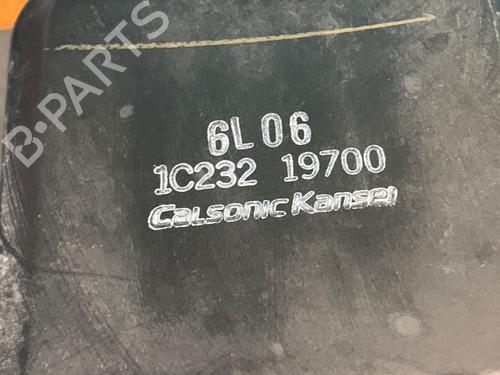 B-PARTS
6L06
1C232 19700
CALSONIC KANSEI